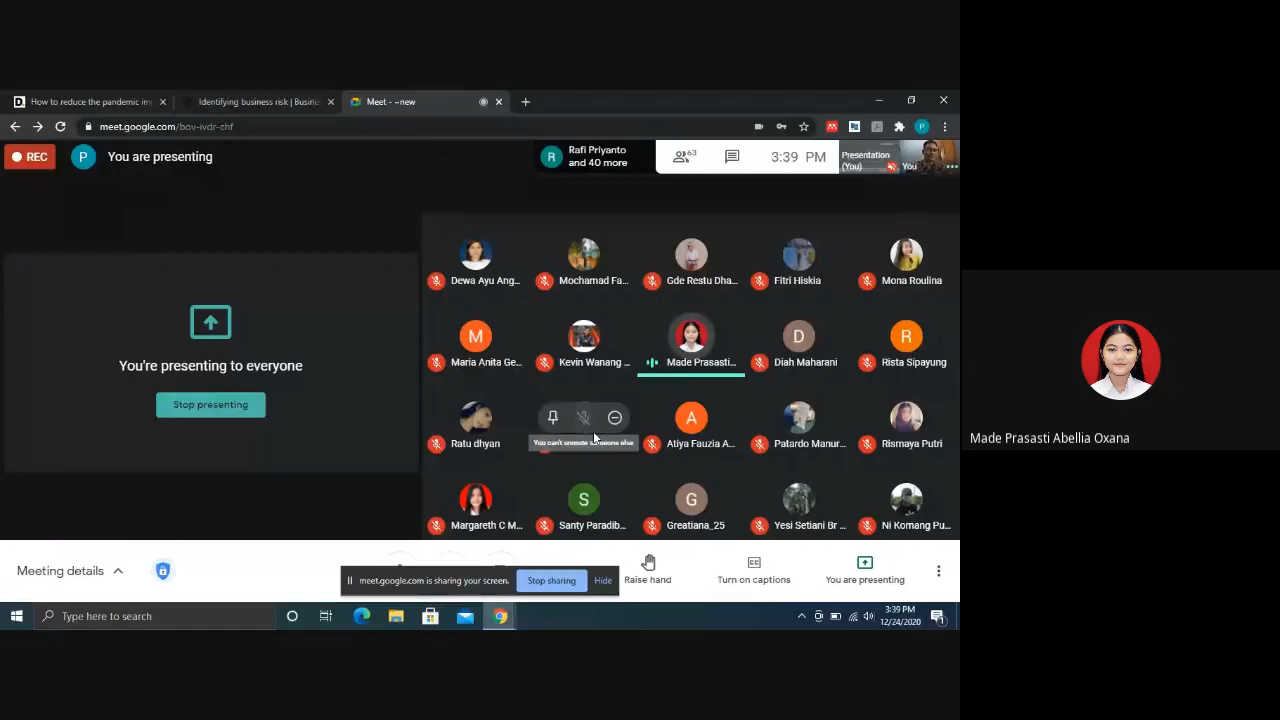 How to reduce the pandemic im
Identifying business risk | Busine
Meet - ~new
meet.google.com/bqv-ivdr-chf
REC
P
You are presenting
R
Rafi Priyanto
and 40 more
63
3:39 PM
Presentation
(You)
You
Dewa Ayu Ang...
Mochamad Fa...
Gde Restu Dha...
Fitri Hiskia
Mona Roulina
M
D
R
Maria Anita Ge...
Kevin Wanang ...
Made Prasasti...
Diah Maharani
Rista Sipayung
You're presenting to everyone
Stop presenting
A
Ratu dhyan
You can't unmute someone else
Atiya Fauzia A...
Patardo Manur...
Rismaya Putri
S
G
Margareth C M...
Santy Paradib...
Greatiana_25
Yesi Setiani Br ...
Ni Komang Pu...
Made Prasasti Abellia Oxana
Meeting details
meet.google.com is sharing your screen.
Stop sharing
Hide
Raise hand
Turn on captions
You are presenting
Type here to search
3:39 PM
12/24/2020